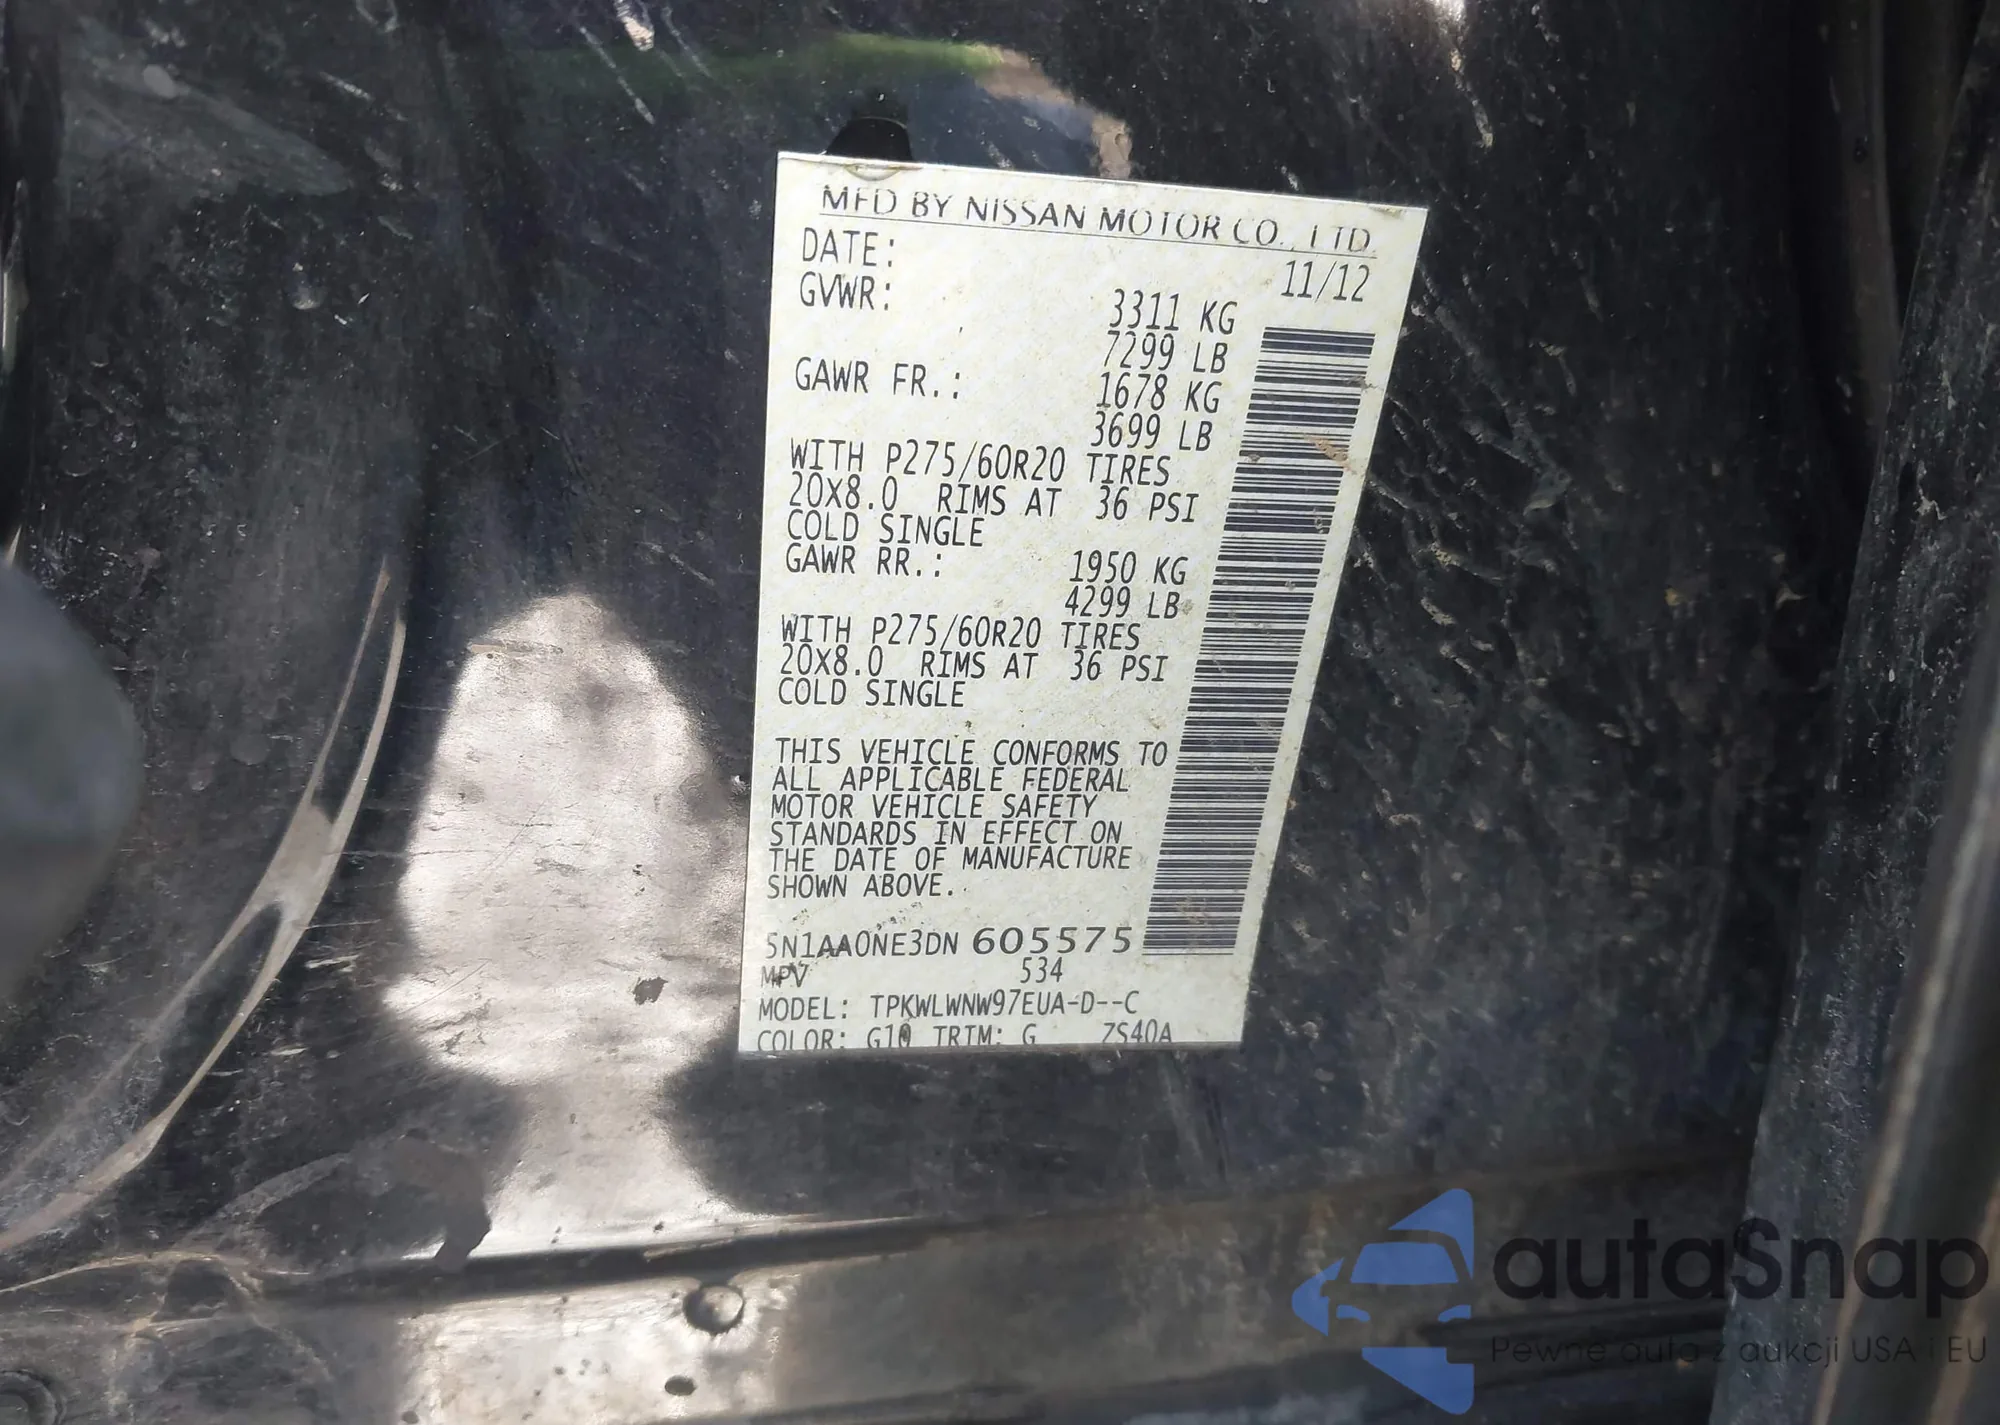 MFD BY NISSAN MOTOR CO., LTD.
DATE: 11/12
GVWR: 3311 KG
7299 LB
GAWR FR.: 1678 KG
3699 LB
WITH P275/60R20 TIRES
20X8.0 RIMS AT 36 PSI
COLD SINGLE
GAWR RR.: 1950 KG
4299 LB
WITH P275/60R20 TIRES
20X8.0 RIMS AT 36 PSI
COLD SINGLE
THIS VEHICLE CONFORMS TO
ALL APPLICABLE FEDERAL
MOTOR VEHICLE SAFETY
STANDARDS IN EFFECT ON
THE DATE OF MANUFACTURE
SHOWN ABOVE.
5N1AA0NE3DN 605575
MPV 534
MODEL: TPKWLWNW97EUA-D--C
COLOR: G10 TRIM: G ZS40A
autaSnap
Pewne auta z aukcji USA i EU